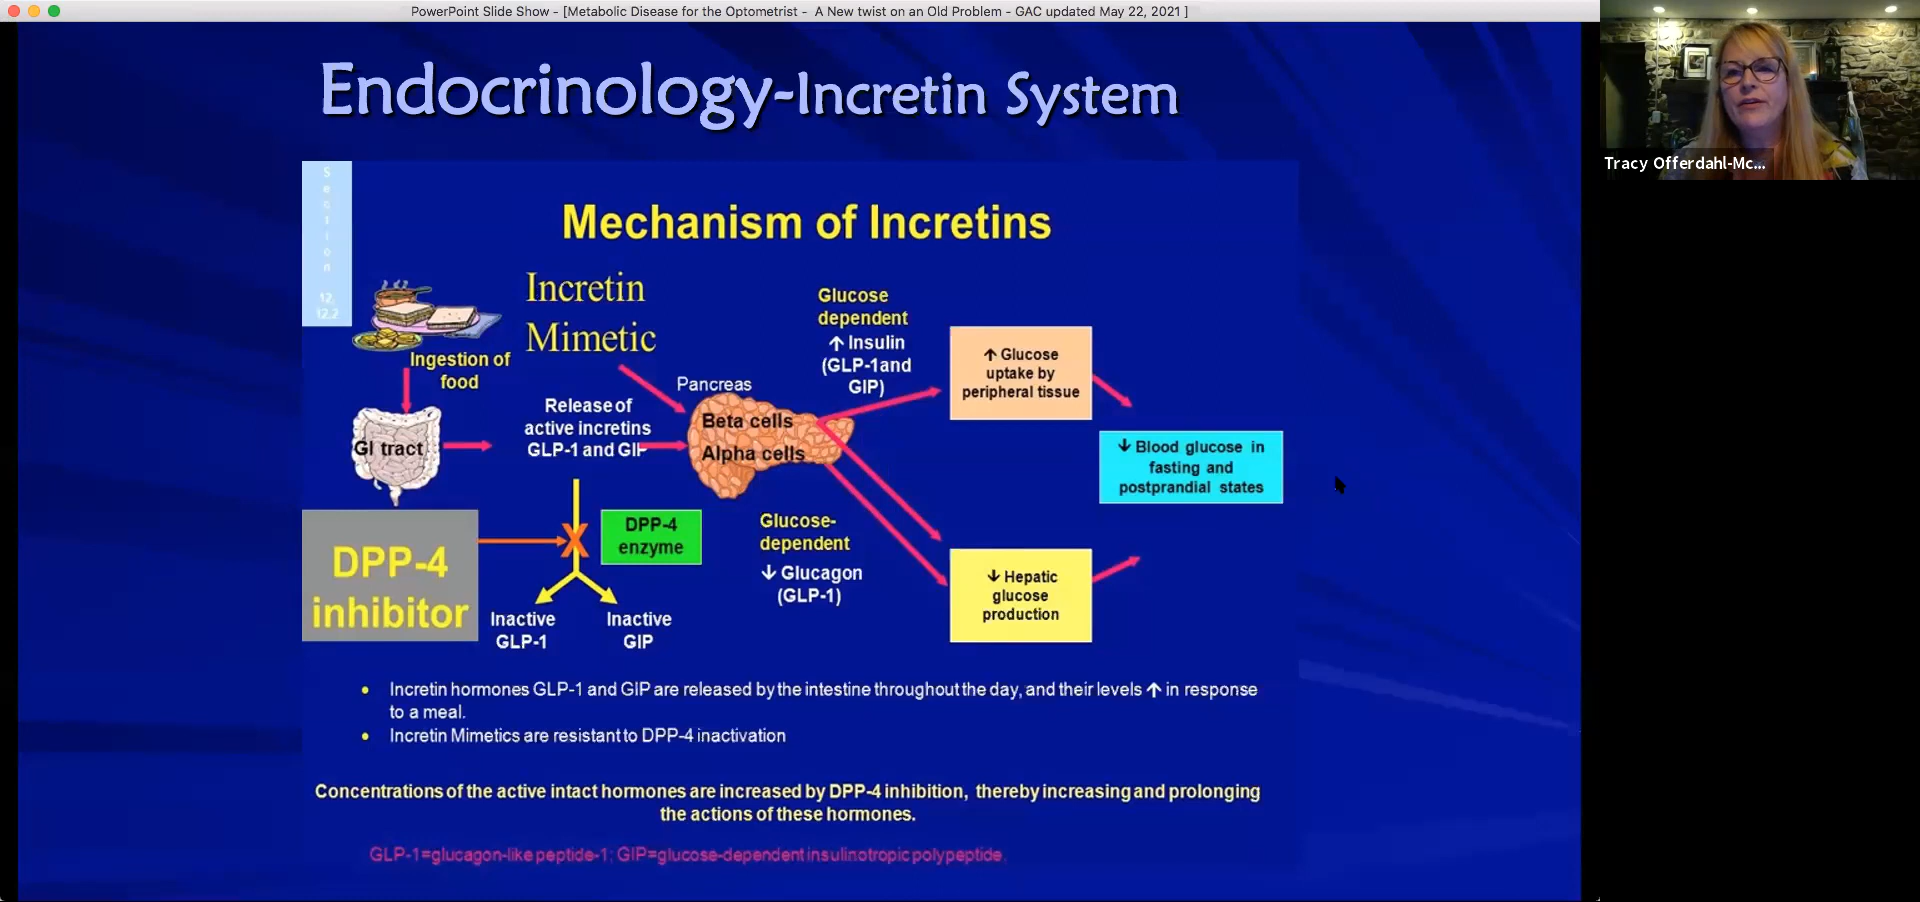 PowerPoint Slide Show - [Metabolic Disease for the Optometrist - A New twist on an Old Problem - GAC updated May 22, 2021 ]
Tracy Offerdahl-Mc...
Endocrinology-Incretin System
Section
12,
12.2
Mechanism of Incretins
Incretin
Mimetic
Ingestion of
food
GI tract
Release of
active incretins
GLP-1 and GIP
Pancreas
Beta cells
Alpha cells
Glucose
dependent
↑ Insulin
(GLP-1and
GIP)
↑ Glucose
uptake by
peripheral tissue
↓ Blood glucose in
fasting and
postprandial states
DPP-4
inhibitor
X
DPP-4
enzyme
Inactive
GLP-1
Inactive
GIP
Glucose-
dependent
↓ Glucagon
(GLP-1)
↓ Hepatic
glucose
production
• Incretin hormones GLP-1 and GIP are released by the intestine throughout the day, and their levels ↑ in response
to a meal.
• Incretin Mimetics are resistant to DPP-4 inactivation
Concentrations of the active intact hormones are increased by DPP-4 inhibition, thereby increasing and prolonging
the actions of these hormones.
GLP-1=glucagon-like peptide-1; GIP=glucose-dependent insulinotropic polypeptide.